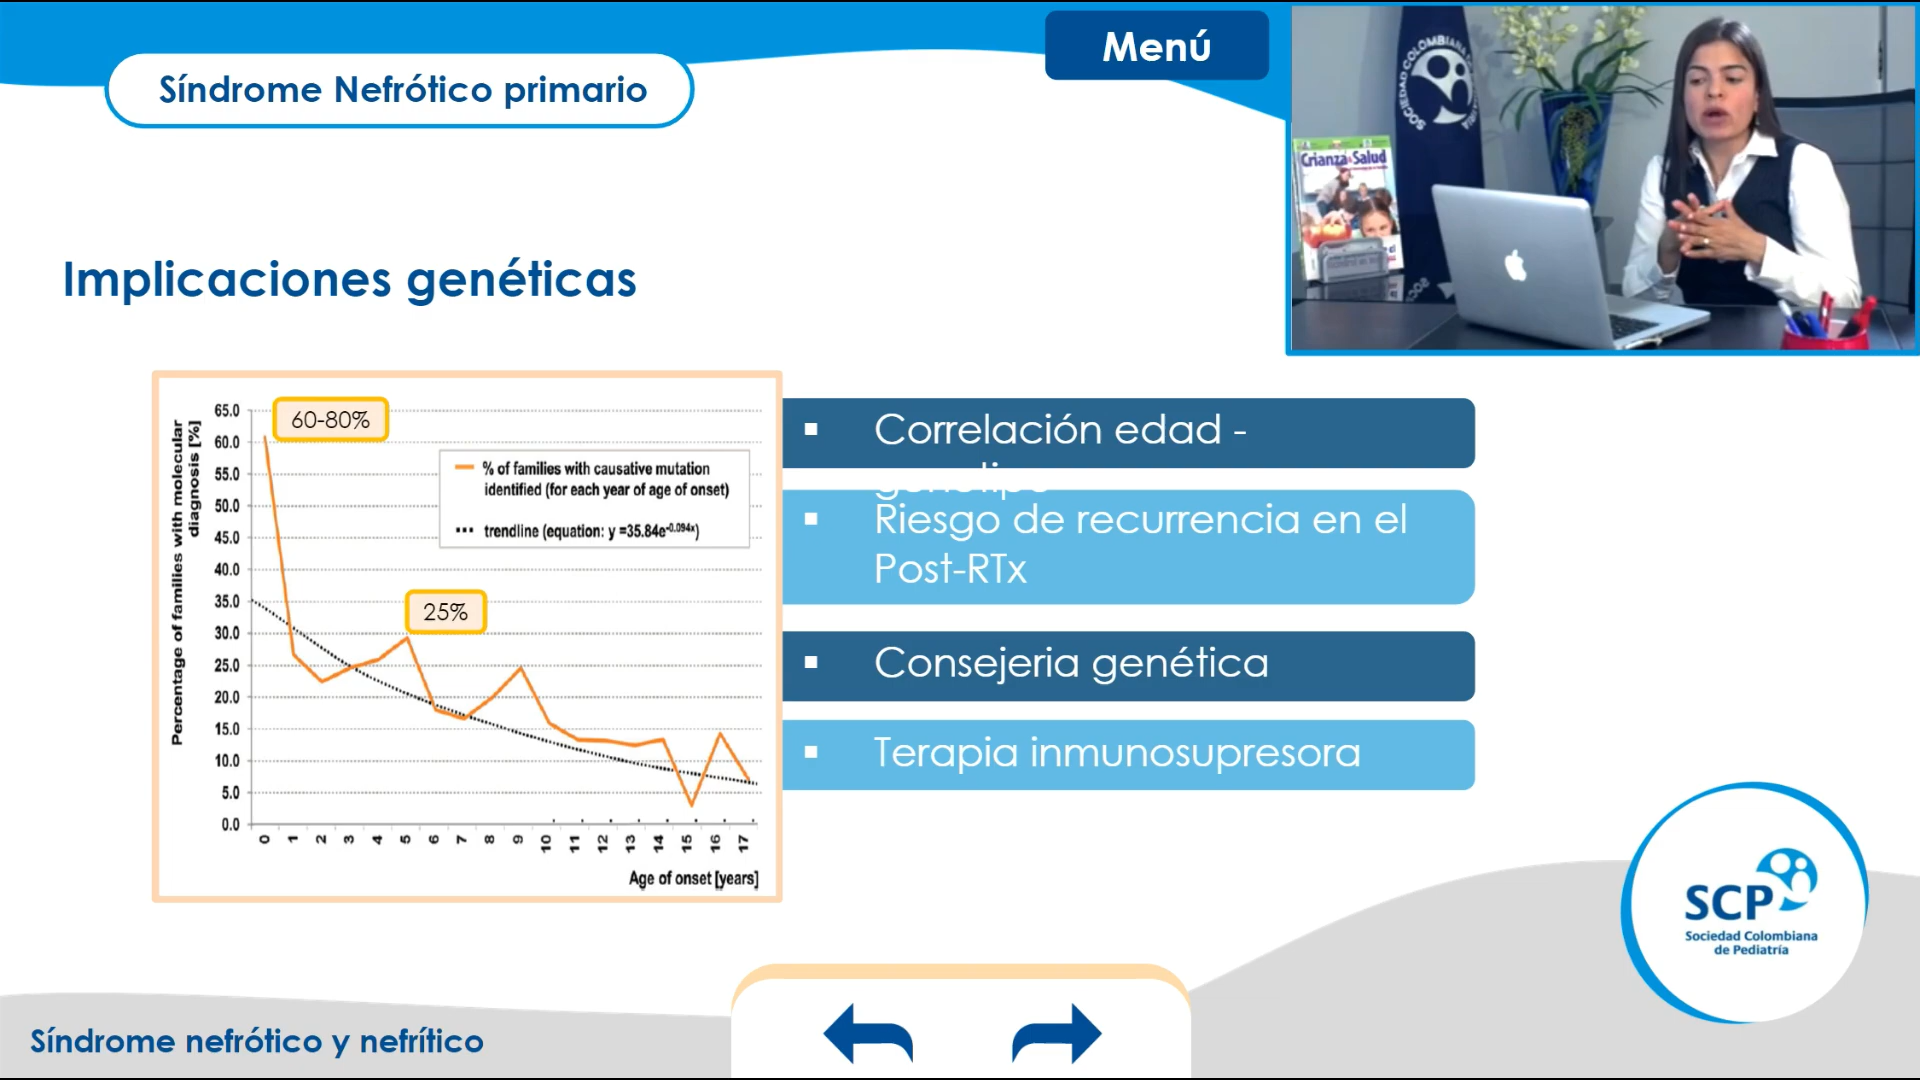 Menú
Síndrome Nefrótico primario
SOCIEDAD COLOMBIANA
Crianza & Salud
Implicaciones genéticas
Percentage of families with molecular
diagnosis [%]
65.0
60.0
55.0
50.0
45.0
40.0
35.0
30.0
25.0
20.0
15.0
10.0
5.0
0.0
60-80%
% of families with causative mutation
identified (for each year of age of onset)
trendline (equation: y =35.84e-0.094x)
25%
0 1 2 3 4 5 6 7 8 9 10 11 12 13 14 15 16 17
Age of onset [years]
▪ Correlación edad -
genotipo
▪ Riesgo de recurrencia en el
Post-RTx
▪ Consejeria genética
▪ Terapia inmunosupresora
SCP
Sociedad Colombiana
de Pediatría
Síndrome nefrótico y nefrítico